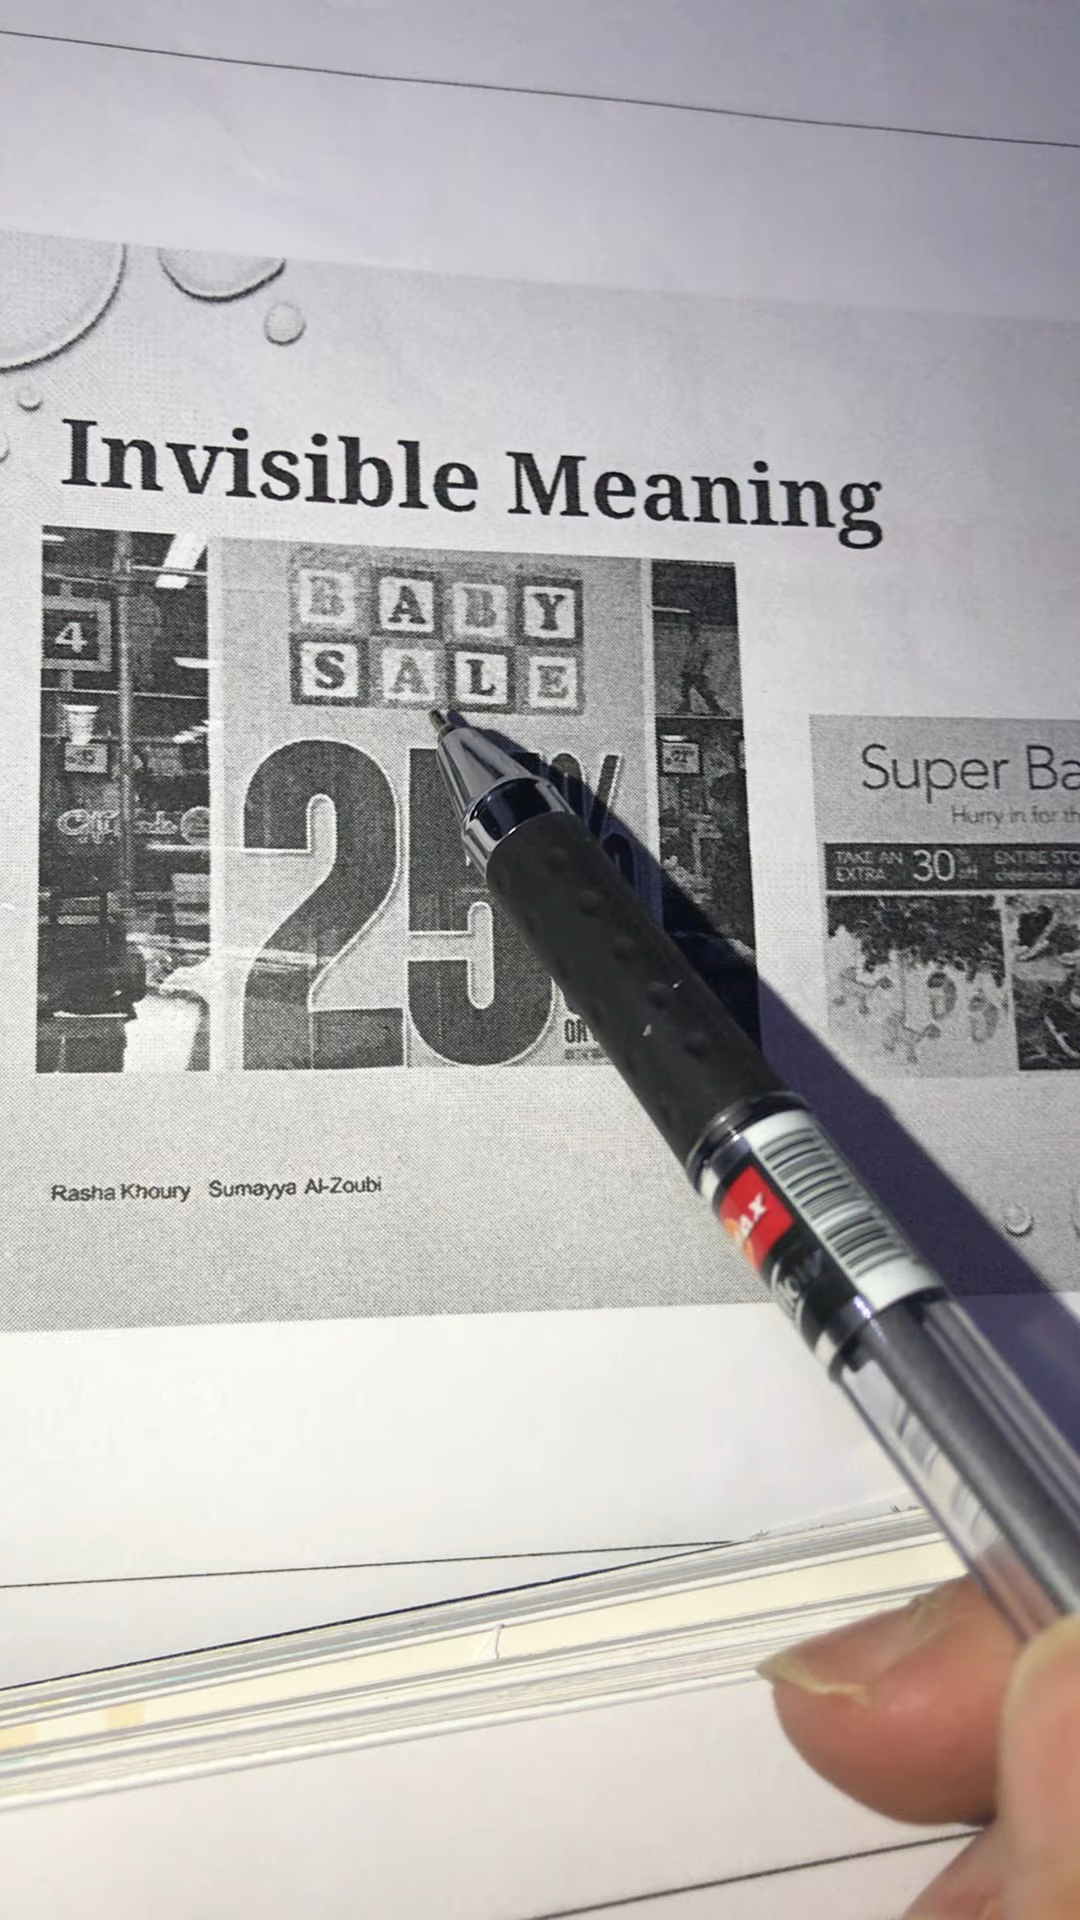 Invisible Meaning
BABY
SALE
25%
4
Super Ba
Hurry in for th
TAKE AN
EXTRA
30% off
ENTIRE STO
clearance
Rasha Khoury Sumayya Al-Zoubi